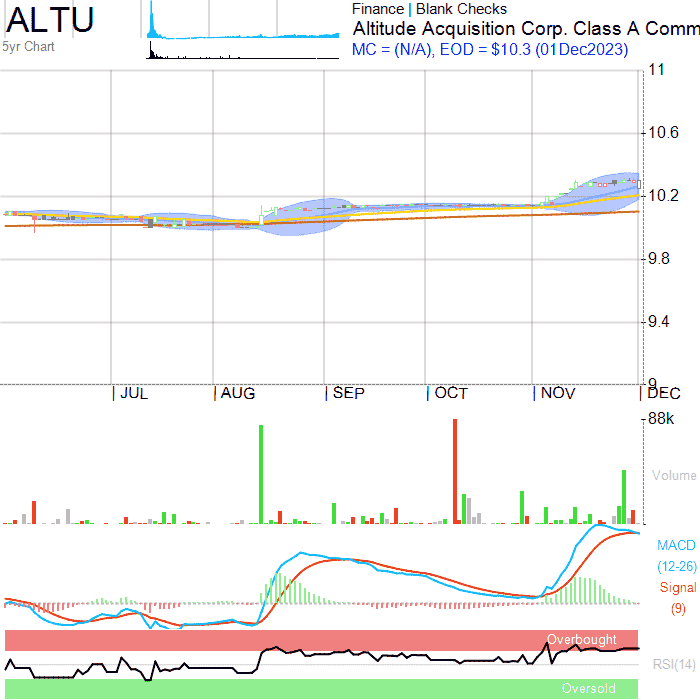 ALTU
5yr Chart
Finance | Blank Checks
Altitude Acquisition Corp. Class A Comm
MC = (N/A), EOD = $10.3 (01Dec2023)
11
10.6
10.2
9.8
9.4
9
JUL AUG SEP OCT NOV DEC
88k
Volume
MACD
(12-26)
Signal
(9)
Overbought
RSI(14)
Oversold